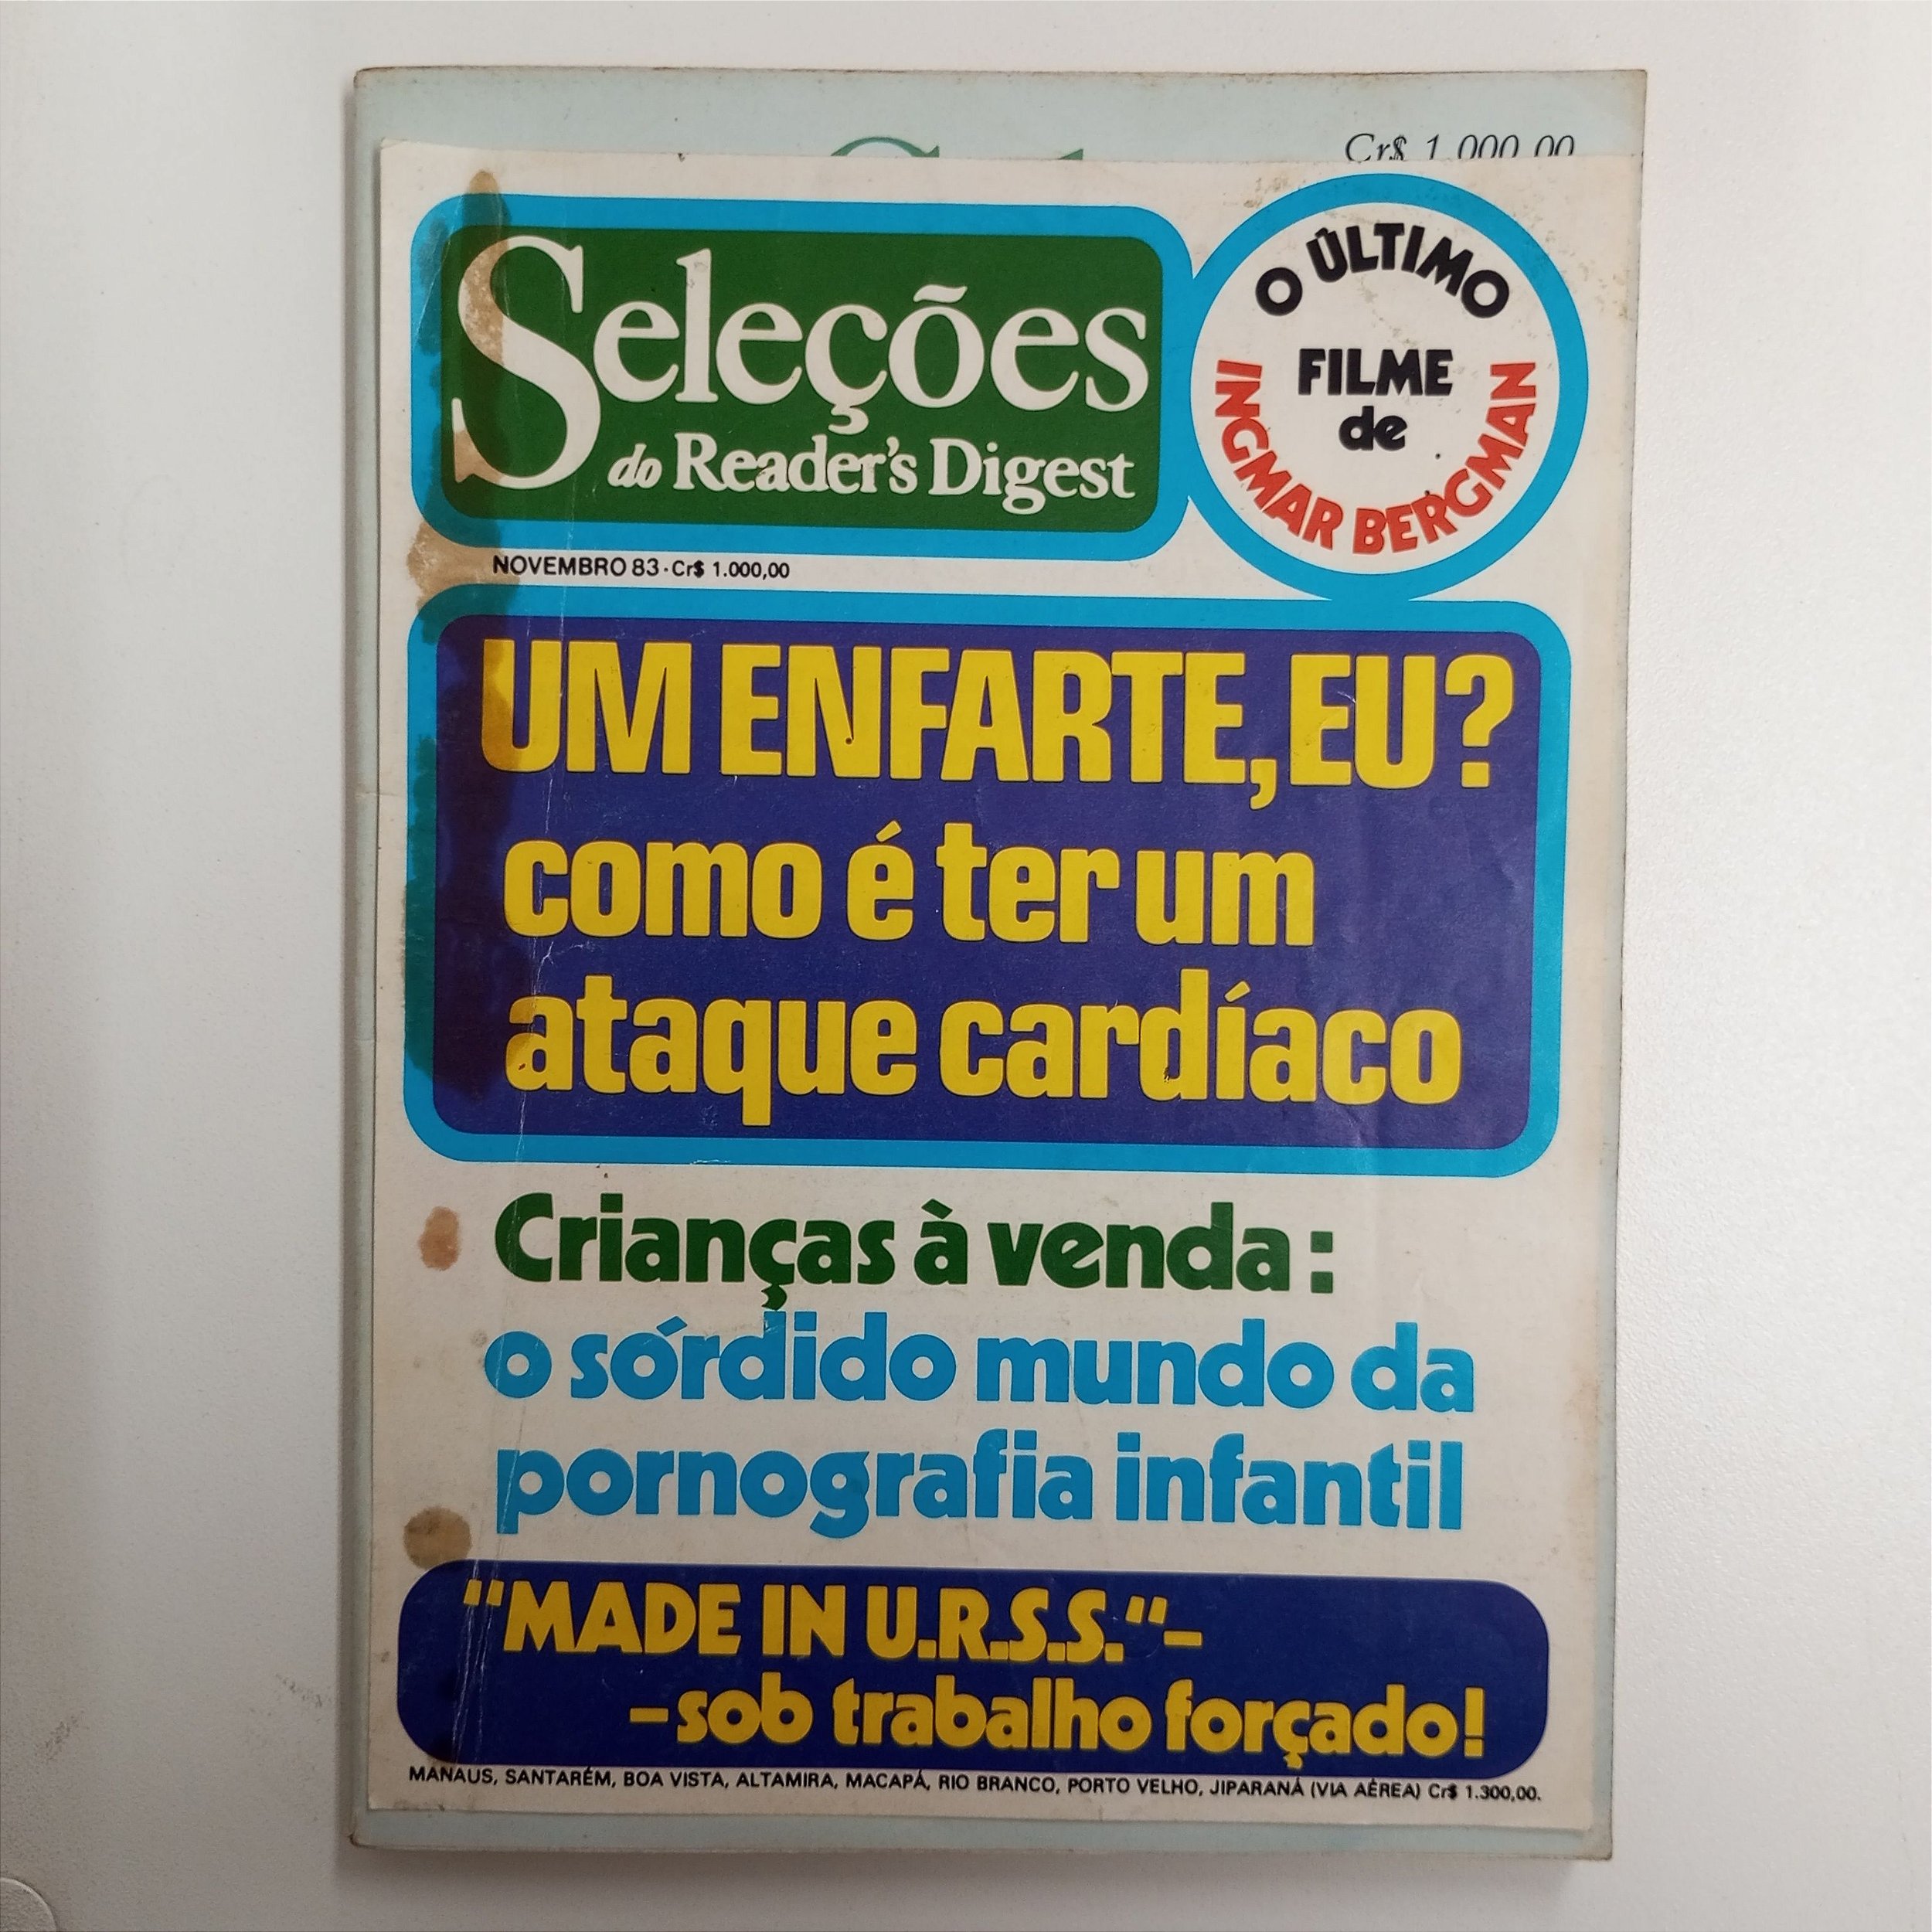 Cr$ 1.000,00
Seleções
do Reader's Digest
O ÚLTIMO
FILME
de
INGMAR BERGMAN
NOVEMBRO 83 · Cr$ 1.000,00
UM ENFARTE, EU?
como é ter um
ataque cardíaco
Crianças à venda:
o sórdido mundo da
pornografia infantil
"MADE IN U.R.S.S."–
–sob trabalho forçado!
MANAUS, SANTARÉM, BOA VISTA, ALTAMIRA, MACAPÁ, RIO BRANCO, PORTO VELHO, JIPARANÁ (VIA AÉREA) Cr$ 1.300,00.